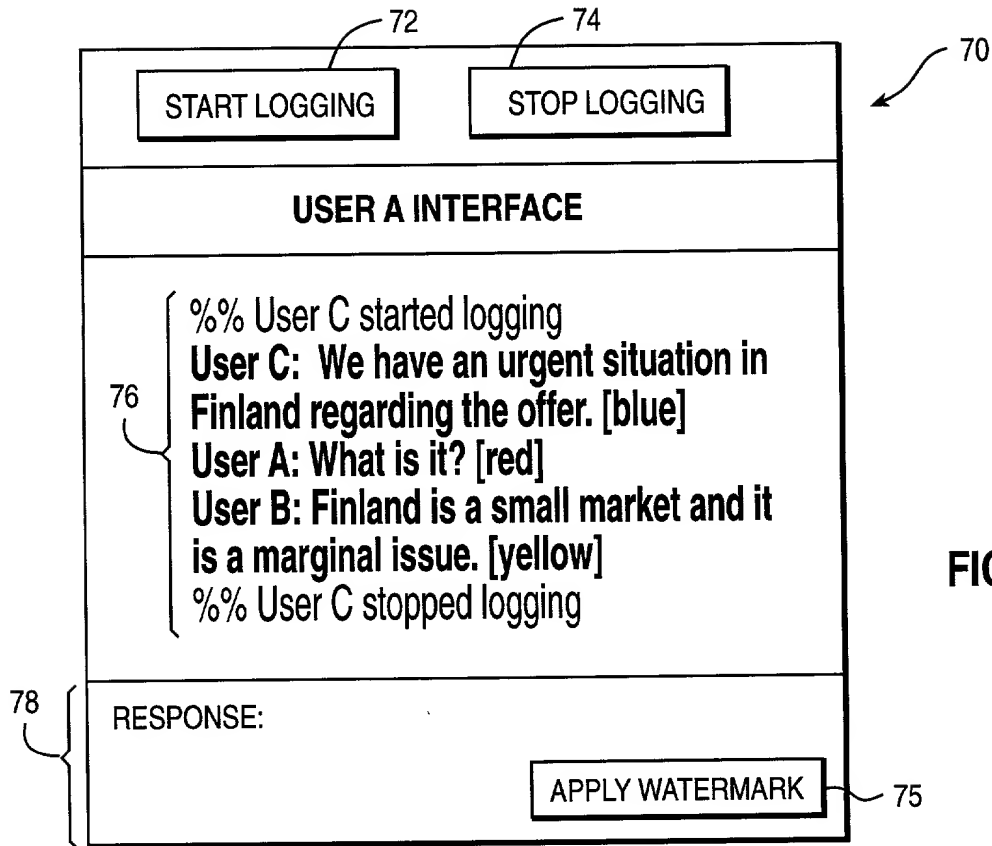 72
74
70
START LOGGING
STOP LOGGING
USER A INTERFACE
76
%% User C started logging
User C: We have an urgent situation in
Finland regarding the offer. [blue]
User A: What is it? [red]
User B: Finland is a small market and it
is a marginal issue. [yellow]
%% User C stopped logging
FIG
78
RESPONSE:
APPLY WATERMARK
75